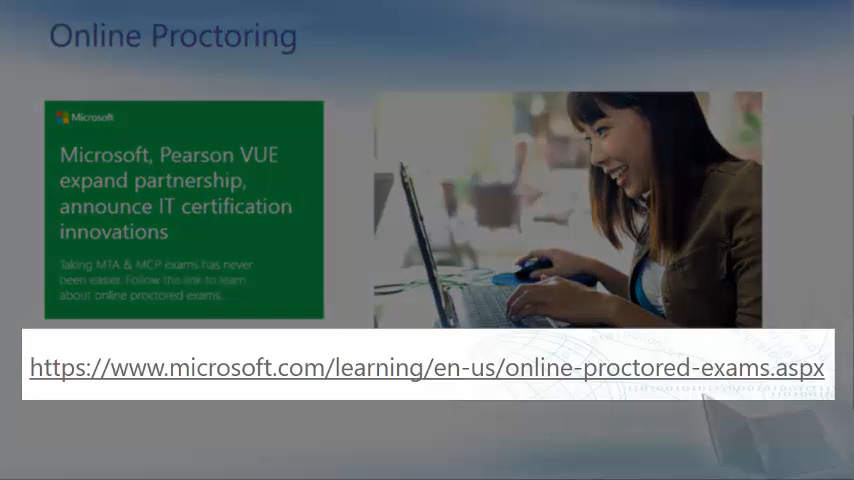 Online Proctoring
Microsoft
Microsoft, Pearson VUE
expand partnership,
announce IT certification
innovations
Taking MTA & MCP exams has never
been easier. Follow the link to learn
about online proctored exams.
https://www.microsoft.com/learning/en-us/online-proctored-exams.aspx